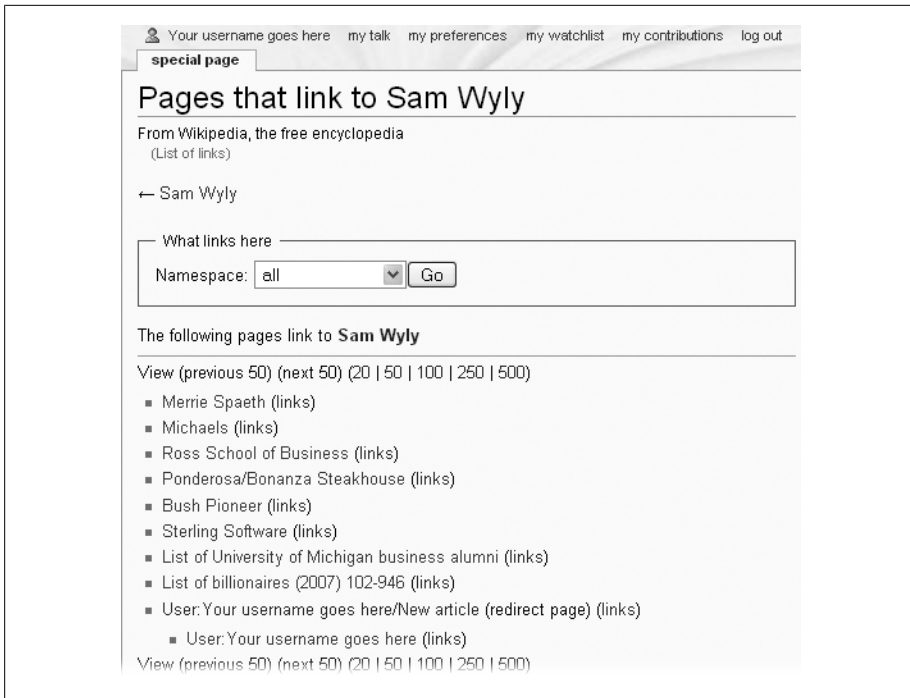 Your username goes here my talk my preferences my watchlist my contributions log out
special page
Pages that link to Sam Wyly
From Wikipedia, the free encyclopedia
(List of links)
← Sam Wyly
What links here
Namespace: all Go
The following pages link to Sam Wyly
View (previous 50) (next 50) (20 | 50 | 100 | 250 | 500)
▪ Merrie Spaeth (links)
▪ Michaels (links)
▪ Ross School of Business (links)
▪ Ponderosa/Bonanza Steakhouse (links)
▪ Bush Pioneer (links)
▪ Sterling Software (links)
▪ List of University of Michigan business alumni (links)
▪ List of billionaires (2007) 102-946 (links)
▪ User:Your username goes here/New article (redirect page) (links)
▪ User:Your username goes here (links)
View (previous 50) (next 50) (20 | 50 | 100 | 250 | 500)